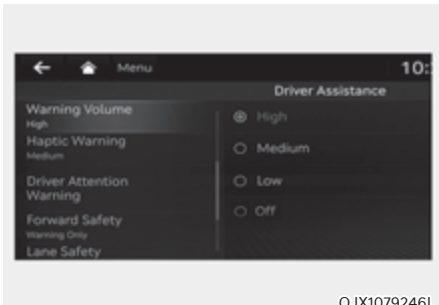 Menu
10:
Driver Assistance
Warning Volume
High
Haptic Warning
Medium
Driver Attention
Warning
Forward Safety
Warning Only
Lane Safety
High
Medium
Low
Off
OJX1079246L